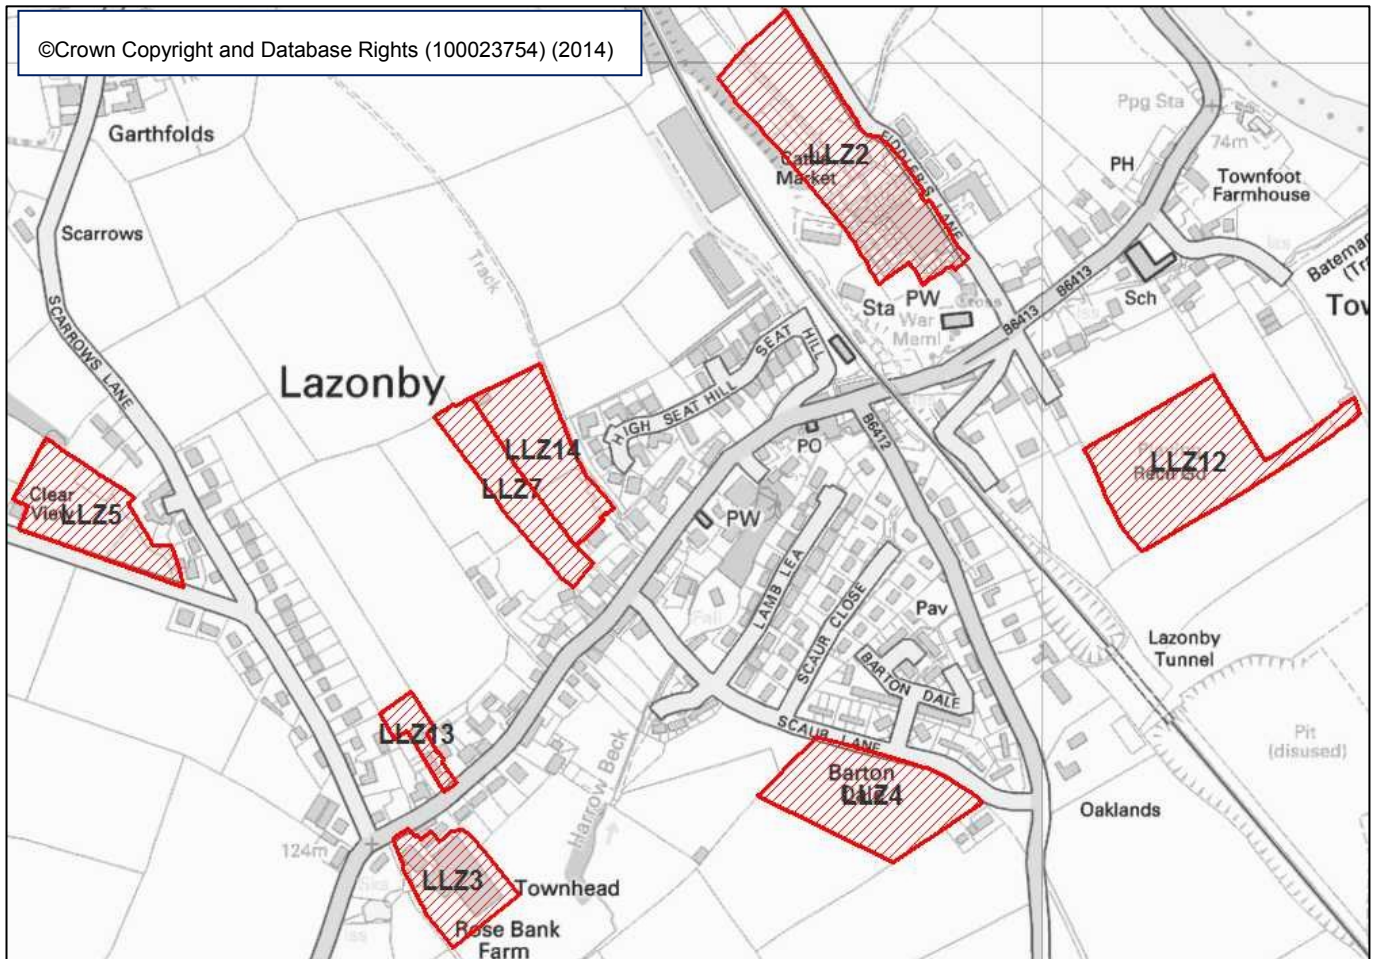 ©Crown Copyright and Database Rights (100023754) (2014)
Garthfolds
Scarrows
SCARROWS LANE
Track
Lazonby
LLZ2
Cattle
Market
FIDDLER'S LANE
Ppg Sta
74m
PH
Townfoot
Farmhouse
B6413
B6413
Sch
Sta
PW
War
Meml
Cross
SEAT HILL
HIGH SEAT HILL
B6412
PO
PW
LLZ14
LLZ7
LLZ12
Clear
View
LLZ5
LAMB LEA
SCAUR CLOSE
Pav
BARTON DALE
SCAUR LANE
Lazonby
Tunnel
Pit
(disused)
LLZ13
Harrow Beck
Barton
LLZ4
Oaklands
124m
LLZ3
Townhead
Rose Bank
Farm